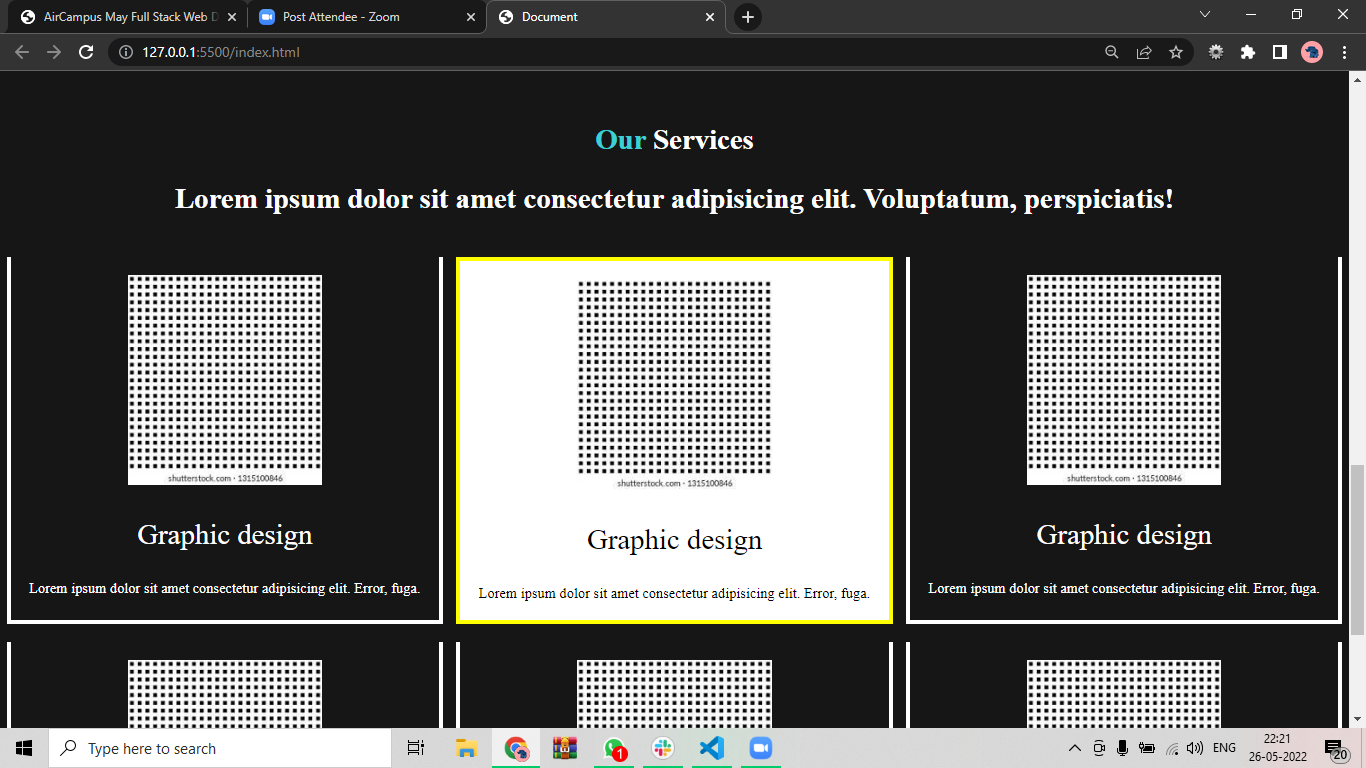 AirCampus May Full Stack Web D
Post Attendee - Zoom
Document
127.0.0.1:5500/index.html
Our Services
Lorem ipsum dolor sit amet consectetur adipisicing elit. Voluptatum, perspiciatis!
shutterstock.com · 1315100846
shutterstock.com · 1315100846
shutterstock.com · 1315100846
Graphic design
Graphic design
Graphic design
Lorem ipsum dolor sit amet consectetur adipisicing elit. Error, fuga.
Lorem ipsum dolor sit amet consectetur adipisicing elit. Error, fuga.
Lorem ipsum dolor sit amet consectetur adipisicing elit. Error, fuga.
Type here to search
1
ENG
22:21
26-05-2022
20